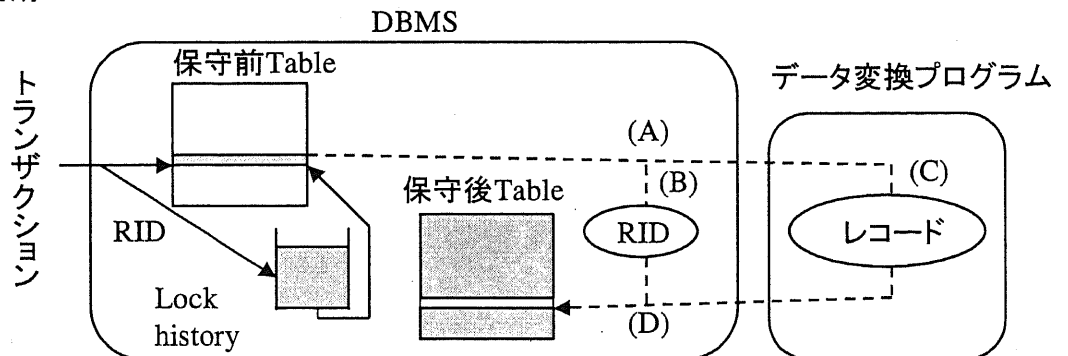 DBMS
保守前Table
データ変換プログラム
トランザクション
(A)
(B)
(C)
保守後Table
RID
RID
レコード
Lock
history
(D)